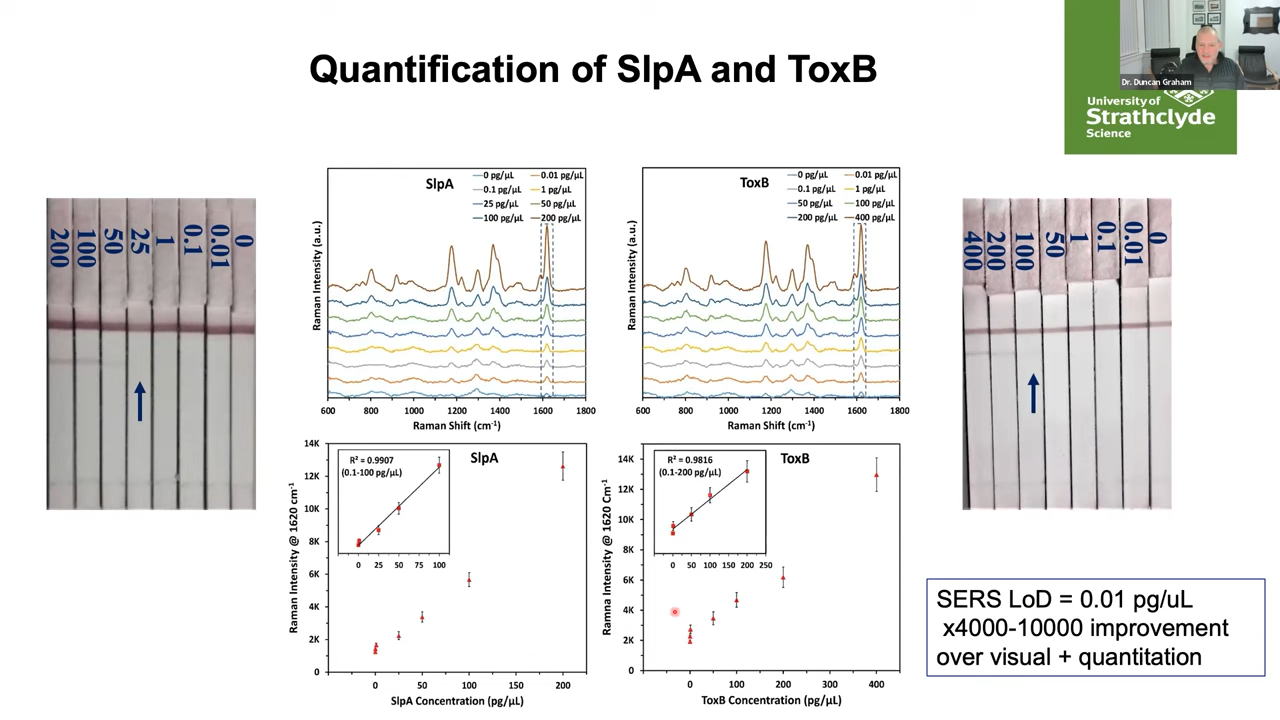 Quantification of SlpA and ToxB
Dr. Duncan Graham
University of
Strathclyde
Science
200
100
50
25
1
0.1
0.01
0
SlpA
0 pg/µL 0.01 pg/µL
0.1 pg/µL 1 pg/µL
25 pg/µL 50 pg/µL
100 pg/µL 200 pg/µL
Raman Intensity (a.u.)
600 800 1000 1200 1400 1600 1800
Raman Shift (cm-1)
ToxB
0 pg/µL 0.01 pg/µL
0.1 pg/µL 1 pg/µL
50 pg/µL 100 pg/µL
200 pg/µL 400 pg/µL
Raman Intensity (a.u.)
600 800 1000 1200 1400 1600 1800
Raman Shift (cm-1)
400
200
100
50
1
0.1
0.01
0
SlpA
R² = 0.9907
(0.1-100 pg/µL)
0 25 50 75 100
14K
12K
10K
8K
6K
4K
2K
0
Raman Intensity @ 1620 cm-1
0 50 100 150 200
SlpA Concentration (pg/µL)
ToxB
R² = 0.9816
(0.1-200 pg/µL)
0 50 100 150 200 250
14K
12K
10K
8K
6K
4K
2K
0
Ramna Intensity @ 1620 Cm-1
0 100 200 300 400
ToxB Concentration (pg/µL)
SERS LoD = 0.01 pg/uL
x4000-10000 improvement
over visual + quantitation